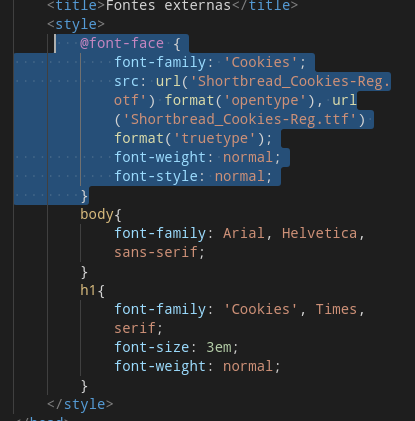 <title>Fontes externas</title>
<style>
@font-face {
font-family: 'Cookies';
src: url('Shortbread_Cookies-Reg.
otf') format('opentype'), url
('Shortbread_Cookies-Reg.ttf')
format('truetype');
font-weight: normal;
font-style: normal;
}
body{
font-family: Arial, Helvetica,
sans-serif;
}
h1{
font-family: 'Cookies', Times,
serif;
font-size: 3em;
font-weight: normal;
}
</style>
</head>